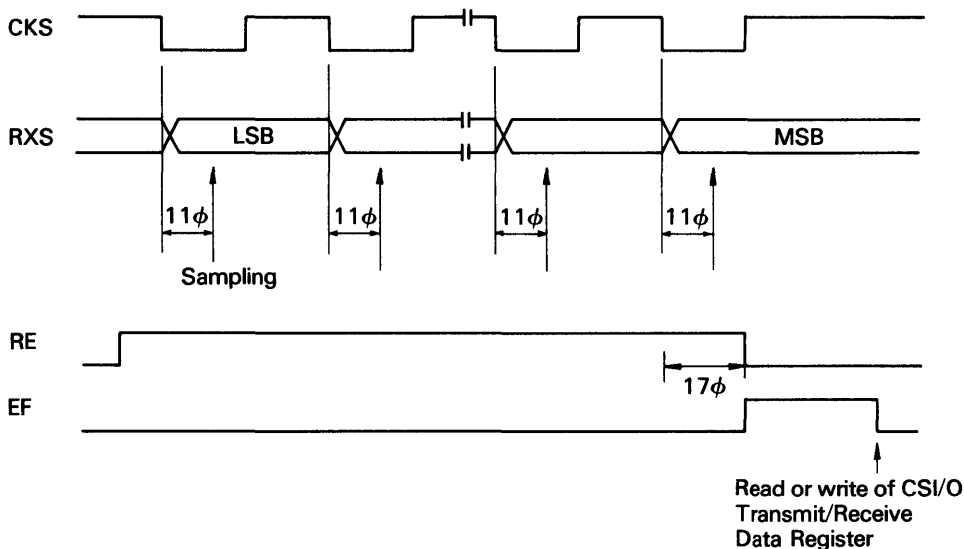 CKS
RXS
LSB
MSB
11ϕ
11ϕ
11ϕ
11ϕ
Sampling
RE
17ϕ
EF
Read or write of CSI/O
Transmit/Receive
Data Register